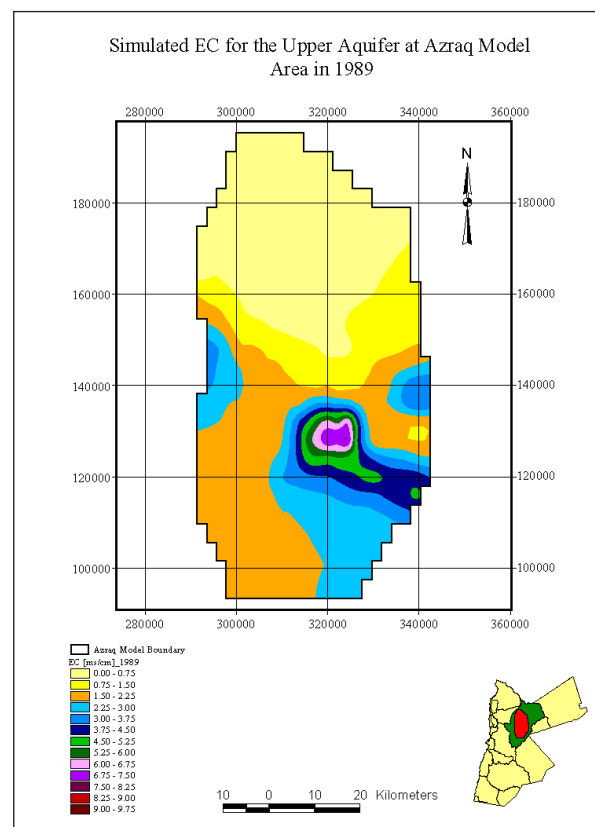 Simulated EC for the Upper Aquifer at Azraq Model
Area in 1989
280000 300000 320000 340000 360000
N
180000 180000
160000 160000
140000 140000
120000 120000
100000 100000
280000 300000 320000 340000 360000
Azraq Model Boundary
EC [ms/cm]_1989
0.00 - 0.75
0.75 - 1.50
1.50 - 2.25
2.25 - 3.00
3.00 - 3.75
3.75 - 4.50
4.50 - 5.25
5.25 - 6.00
6.00 - 6.75
6.75 - 7.50
7.50 - 8.25
8.25 - 9.00
9.00 - 9.75
10 0 10 20 Kilometers